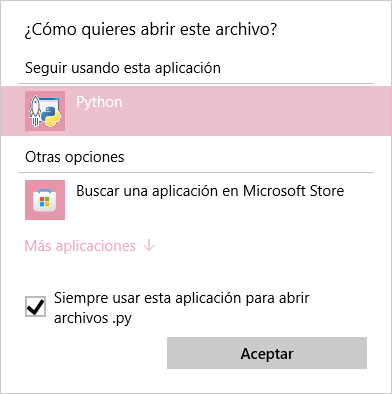 ¿Cómo quieres abrir este archivo?
Seguir usando esta aplicación
Python
Otras opciones
Buscar una aplicación en Microsoft Store
Más aplicaciones ↓
Siempre usar esta aplicación para abrir
archivos .py
Aceptar